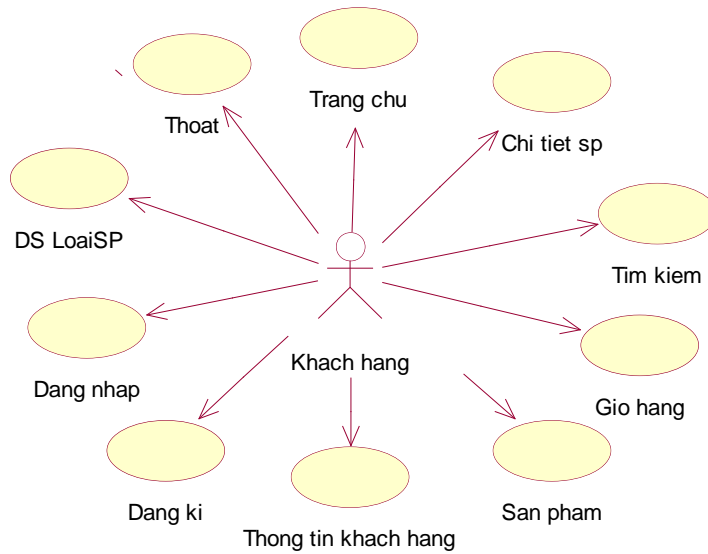 Trang chu
Thoat
Chi tiet sp
DS LoaiSP
Tim kiem
Khach hang
Dang nhap
Gio hang
Dang ki
Thong tin khach hang
San pham